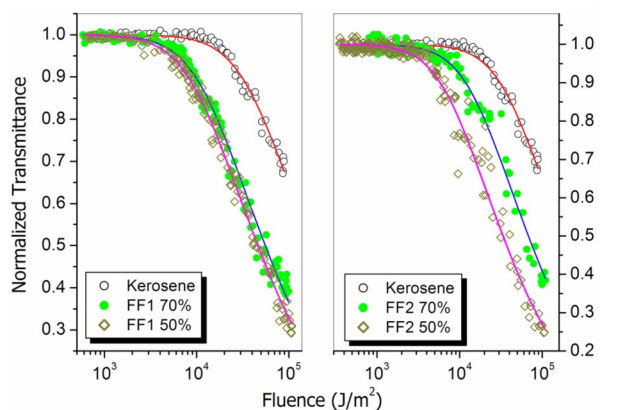 Normalized Transmittance
1.0
0.9
0.8
0.7
0.6
0.5
0.4
0.3
Kerosene
FF1 70%
FF1 50%
10³ 10⁴ 10⁵
Kerosene
FF2 70%
FF2 50%
10³ 10⁴ 10⁵
1.0
0.9
0.8
0.7
0.6
0.5
0.4
0.3
0.2
Fluence (J/m²)